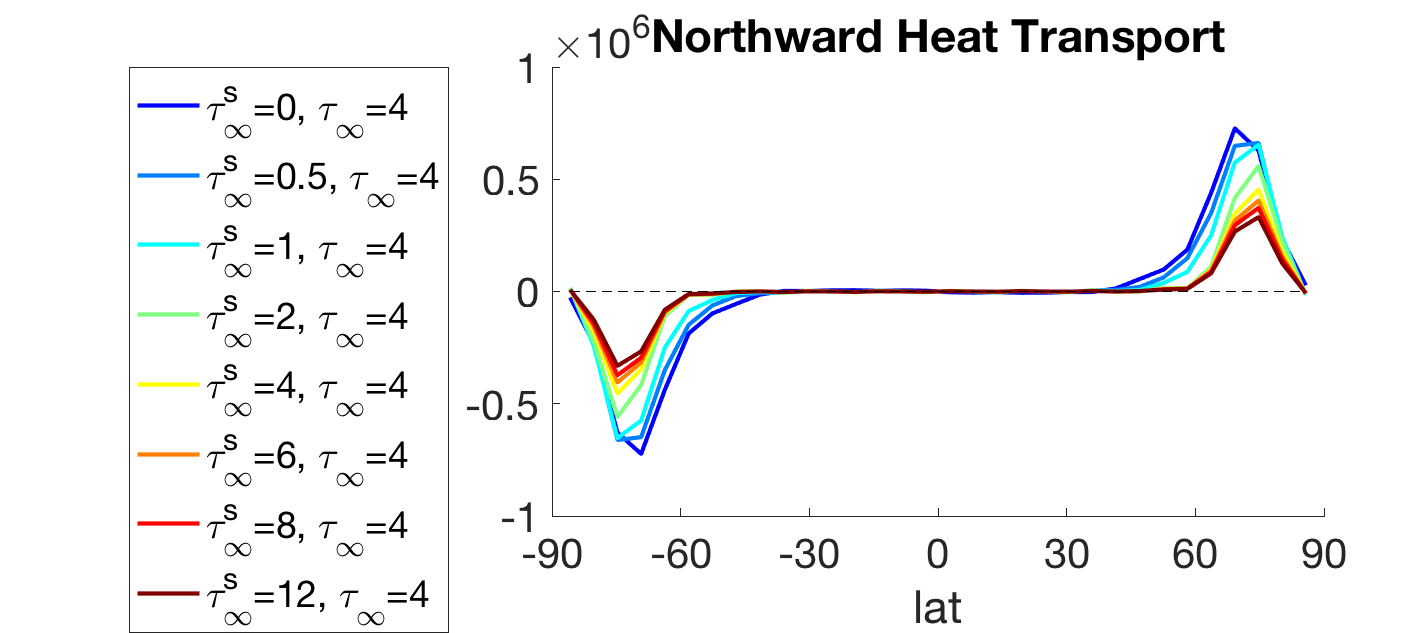 ×10⁶ Northward Heat Transport
τ^s_∞=0, τ_∞=4
τ^s_∞=0.5, τ_∞=4
τ^s_∞=1, τ_∞=4
τ^s_∞=2, τ_∞=4
τ^s_∞=4, τ_∞=4
τ^s_∞=6, τ_∞=4
τ^s_∞=8, τ_∞=4
τ^s_∞=12, τ_∞=4
1
0.5
0
-0.5
-1
-90 -60 -30 0 30 60 90
lat